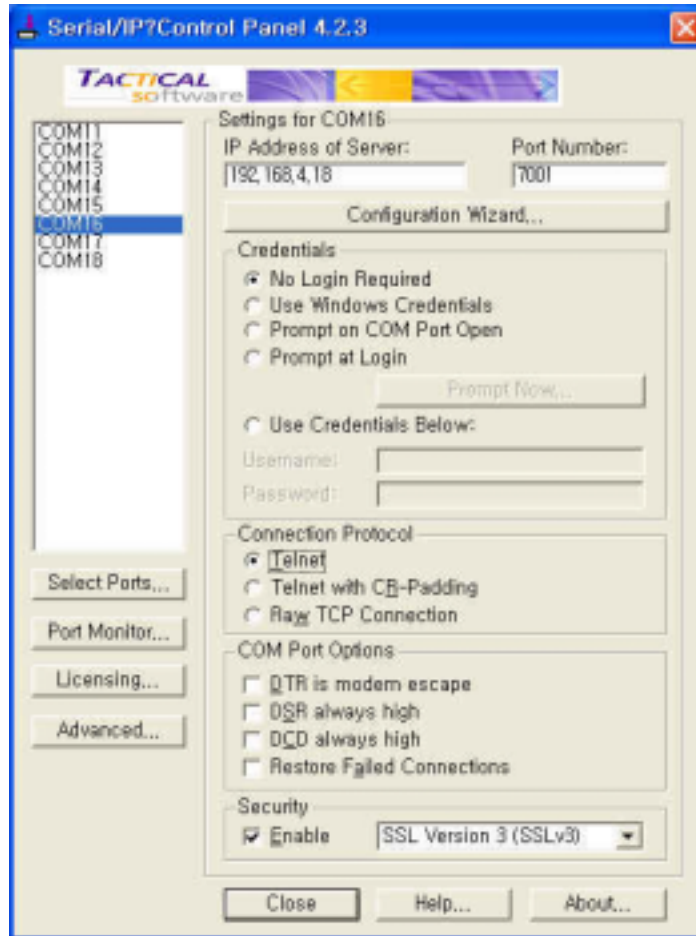 Serial/IP?Control Panel 4.2.3
TACTICAL
software
COM11
COM12
COM13
COM14
COM15
COM16
COM17
COM18
Select Ports...
Port Monitor...
Licensing...
Advanced...
Settings for COM16
IP Address of Server:
Port Number:
192.168.4.18
7001
Configuration Wizard...
Credentials
No Login Required
Use Windows Credentials
Prompt on COM Port Open
Prompt at Login
Prompt Now...
Use Credentials Below:
Username:
Password:
Connection Protocol
Telnet
Telnet with CR-Padding
Raw TCP Connection
COM Port Options
DTR is modem escape
DSR always high
DCD always high
Restore Failed Connections
Security
Enable
SSL Version 3 (SSLv3)
Close
Help...
About...